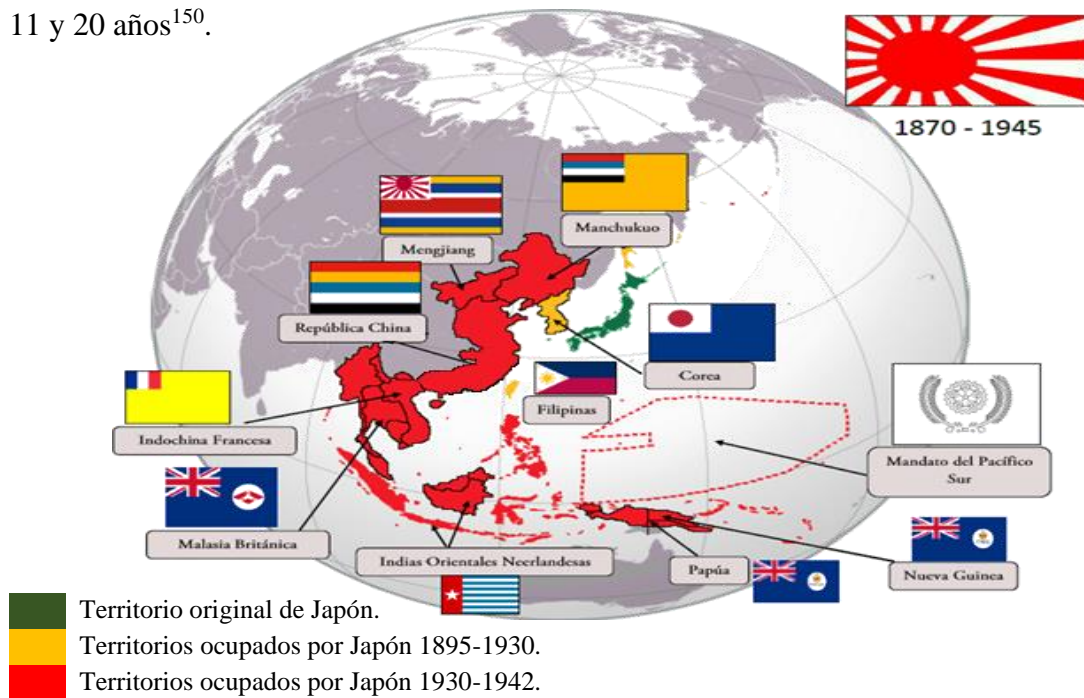 11 y 20 años¹⁵⁰.
1870 - 1945
Manchukuo
Mengjiang
República China
Corea
Filipinas
Indochina Francesa
Mandato del Pacífico
Sur
Malasia Británica
Indias Orientales Neerlandesas
Papúa
Nueva Guinea
Territorio original de Japón.
Territorios ocupados por Japón 1895-1930.
Territorios ocupados por Japón 1930-1942.